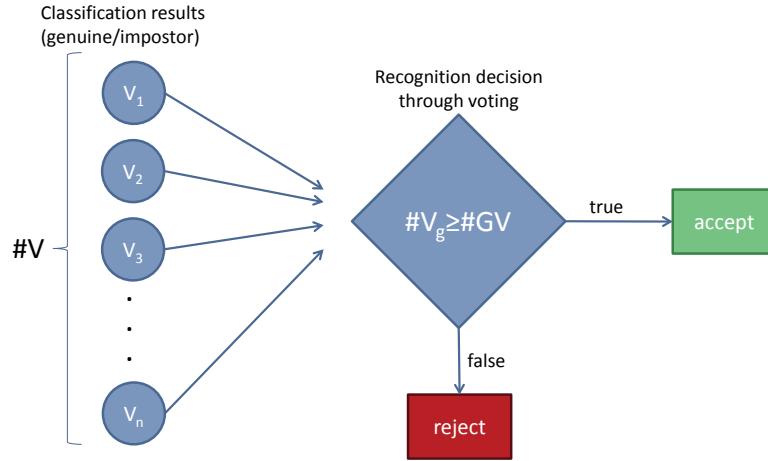 Classification results
(genuine/impostor)
V1
V2
V3
.
.
.
Vn
#V
Recognition decision
through voting
#Vg≥#GV
true
accept
false
reject